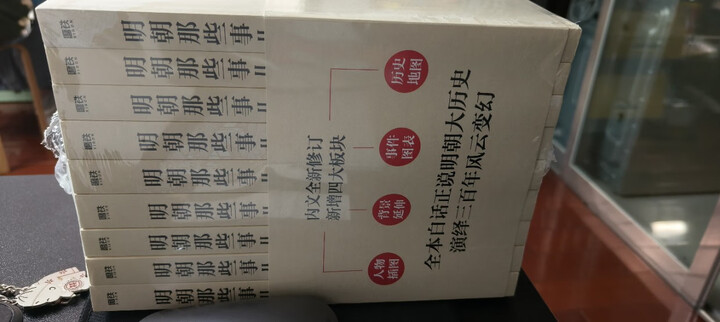 明朝那些事儿
明朝那些事儿
明朝那些事儿
明朝那些事儿
明朝那些事儿
明朝那些事儿
明朝那些事儿
明朝那些事儿
明朝那些事儿
内文全新修订
新增四大板块
人物
插图
背景
延伸
事件
图表
历史
地图
全本白话正说明朝大历史
演绎三百年风云变幻